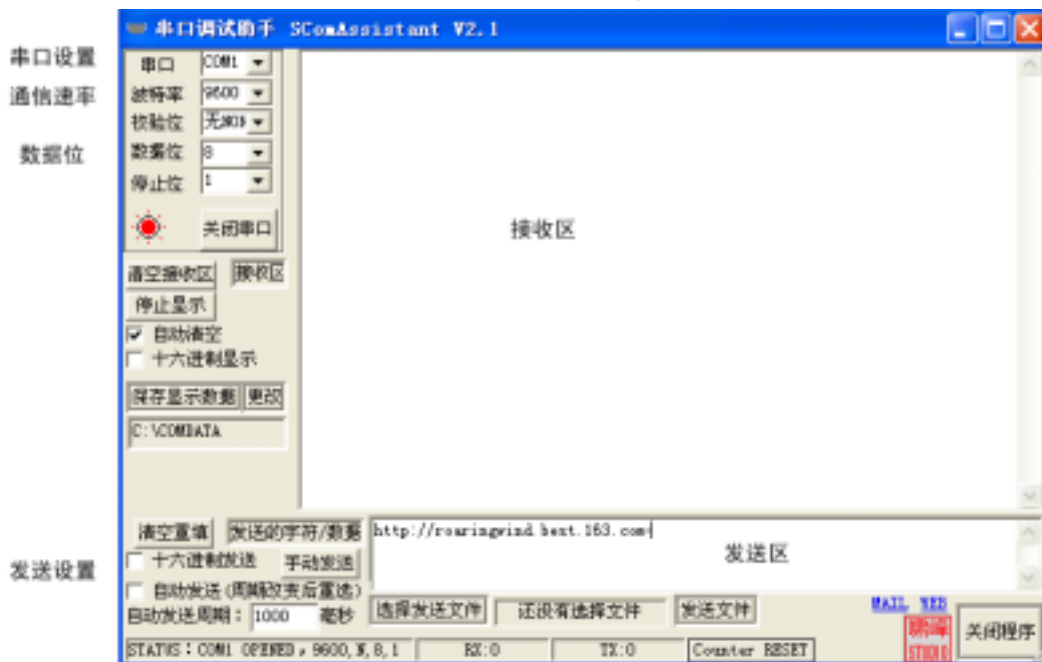 串口调试助手 SComAssistant V2.1
串口设置
串口 COM1
通信速率
波特率 9600
校验位 无NON
数据位
数据位 8
停止位 1
关闭串口
接收区
清空接收区 接收区
停止显示
自动清空
十六进制显示
保存显示数据 更改
C:\COMDATA
清空重填 发送的字符/数据 http://roaringwind.best.163.com
发送区
十六进制发送 手动发送
发送设置
自动发送(周期改变后重选)
自动发送周期: 1000 毫秒 选择发送文件 还没有选择文件 发送文件 MAIL WEB
STUDIO 关闭程序
STATUS:COM1 OPENED,9600,N,8,1 RX:0 TX:0 Counter RESET